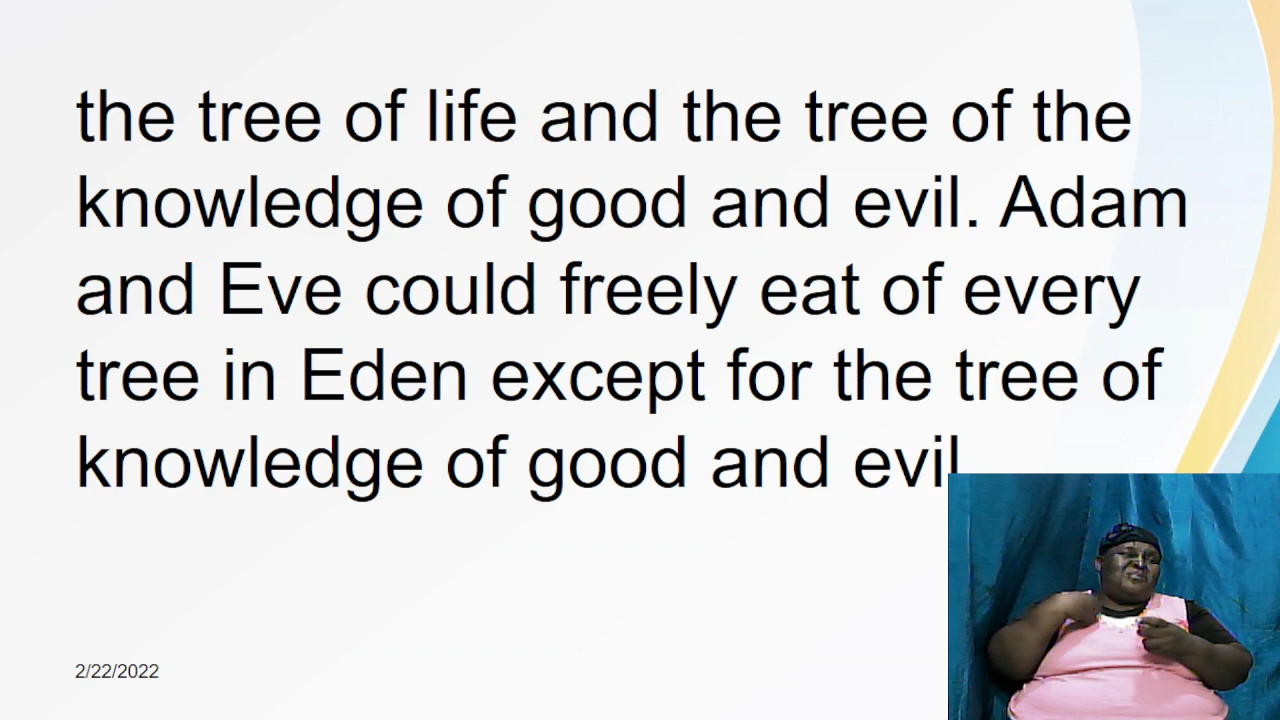 the tree of life and the tree of the
knowledge of good and evil. Adam
and Eve could freely eat of every
tree in Eden except for the tree of
knowledge of good and evil
2/22/2022